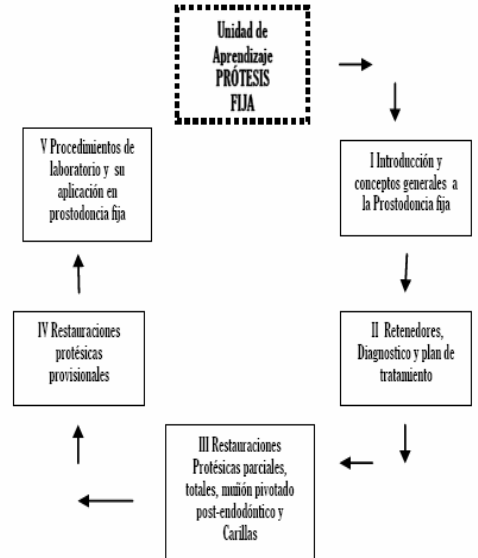 Unidad de
Aprendizaje
PRÓTESIS
FIJA
I Introducción y
conceptos generales a
la Prostodoncia fija
II Retenedores,
Diagnostico y plan de
tratamiento
III Restauraciones
Protésicas parciales,
totales, muñón pivotado
post-endodóntico y
Carillas
IV Restauraciones
protésicas
provisionales
V Procedimientos de
laboratorio y su
aplicación en
prostodoncia fija